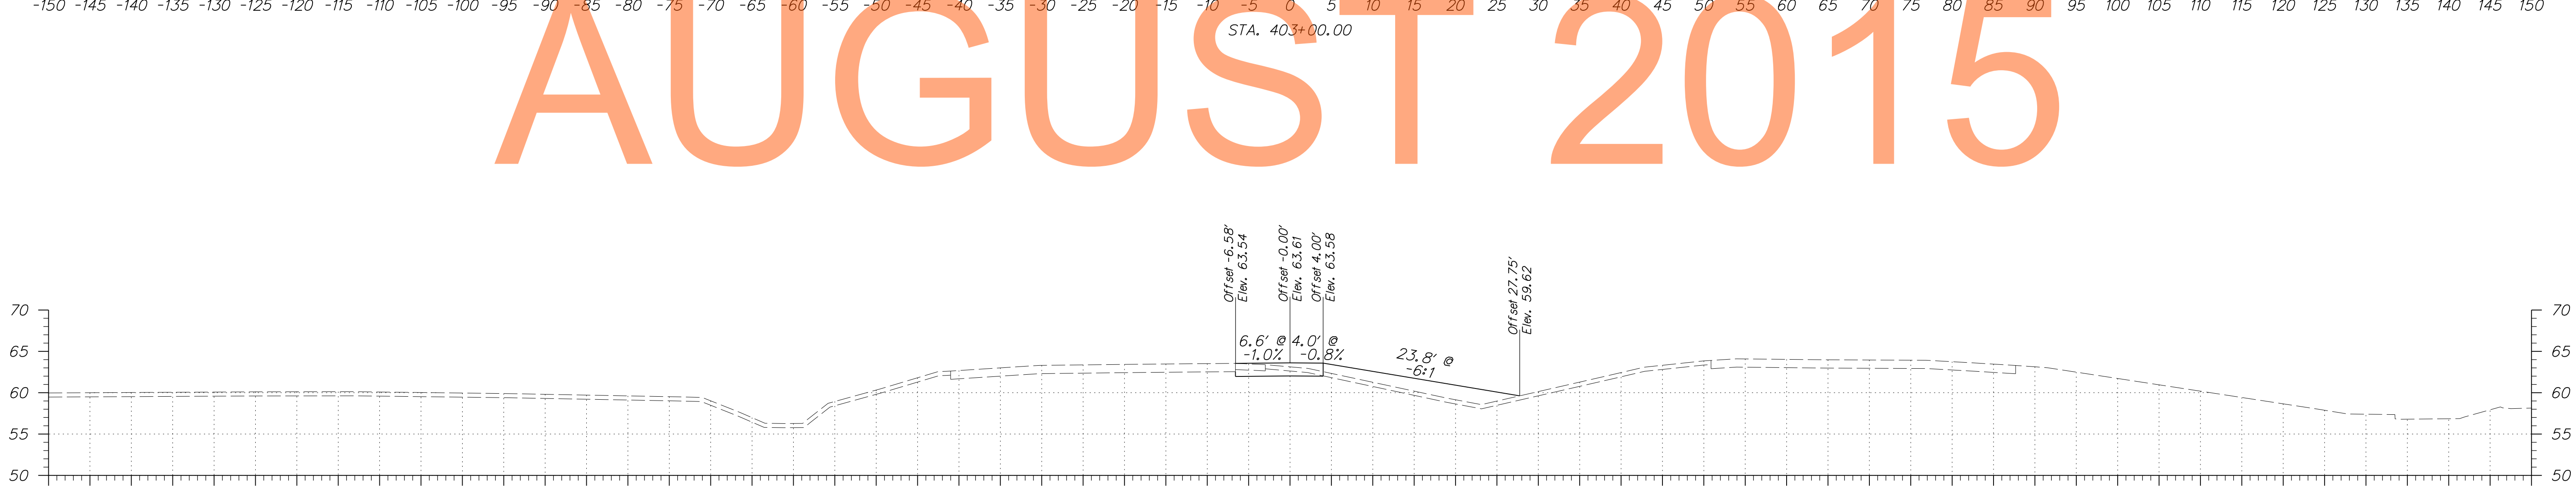 -150 -145 -140 -135 -130 -125 -120 -115 -110 -105 -100 -95 -90 -85 -80 -75 -70 -65 -60 -55 -50 -45 -40 -35 -30 -25 -20 -15 -10 -5 0 5 10 15 20 25 30 35 40 45 50 55 60 65 70 75 80 85 90 95 100 105 110 115 120 125 130 135 140 145 150
STA. 403+00.00
AUGUST 2015
Offset -6.58'
Elev. 63.54
Offset -0.00'
Elev. 63.61
Offset 4.00'
Elev. 63.58
Offset 27.75'
Elev. 59.62
70 70
6.6' @ 4.0' @
-1.0% -0.8%
23.8' @
-6:1
65 65
60 60
55 55
50 50